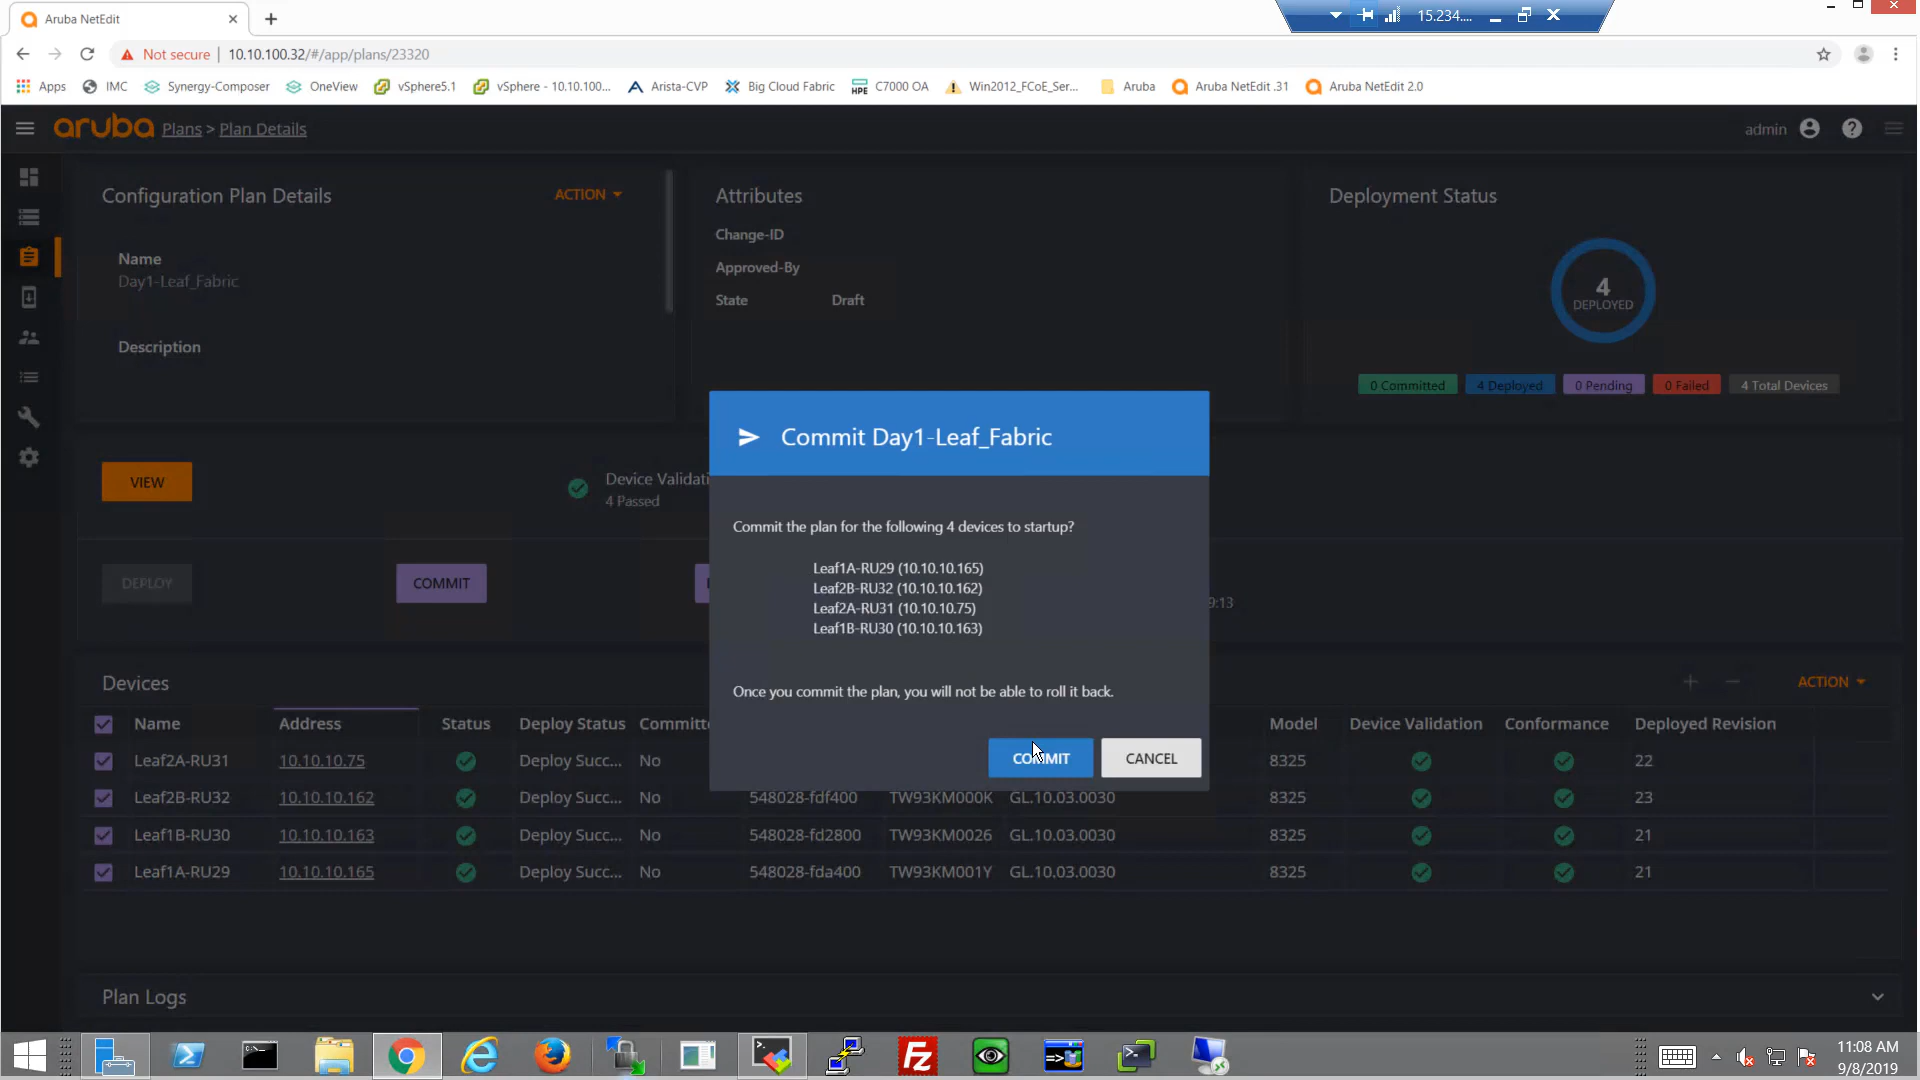 Aruba NetEdit
15.234....
Not secure | 10.10.100.32/#/app/plans/23320
Apps IMC Synergy-Composer OneView vSphere5.1 vSphere - 10.10.100... Arista-CVP Big Cloud Fabric HPE C7000 OA Win2012_FCoE_Ser... Aruba Aruba NetEdit .31 Aruba NetEdit 2.0
aruba Plans > Plan Details
admin
Configuration Plan Details
ACTION
Name
Day1-Leaf_Fabric
Description
Attributes
Change-ID
Approved-By
State Draft
Deployment Status
4
DEPLOYED
0 Committed 4 Deployed 0 Pending 0 Failed 4 Total Devices
VIEW
Device Validati
4 Passed
DEPLOY
COMMIT
9:13
Commit Day1-Leaf_Fabric
Commit the plan for the following 4 devices to startup?
Leaf1A-RU29 (10.10.10.165)
Leaf2B-RU32 (10.10.10.162)
Leaf2A-RU31 (10.10.10.75)
Leaf1B-RU30 (10.10.10.163)
Once you commit the plan, you will not be able to roll it back.
COMMIT CANCEL
Devices
ACTION
Name Address Status Deploy Status Committ Model Device Validation Conformance Deployed Revision
Leaf2A-RU31 10.10.10.75 Deploy Succ... No 8325 22
Leaf2B-RU32 10.10.10.162 Deploy Succ... No 548028-fdf400 TW93KM000K GL.10.03.0030 8325 23
Leaf1B-RU30 10.10.10.163 Deploy Succ... No 548028-fd2800 TW93KM0026 GL.10.03.0030 8325 21
Leaf1A-RU29 10.10.10.165 Deploy Succ... No 548028-fda400 TW93KM001Y GL.10.03.0030 8325 21
Plan Logs
11:08 AM
9/8/2019